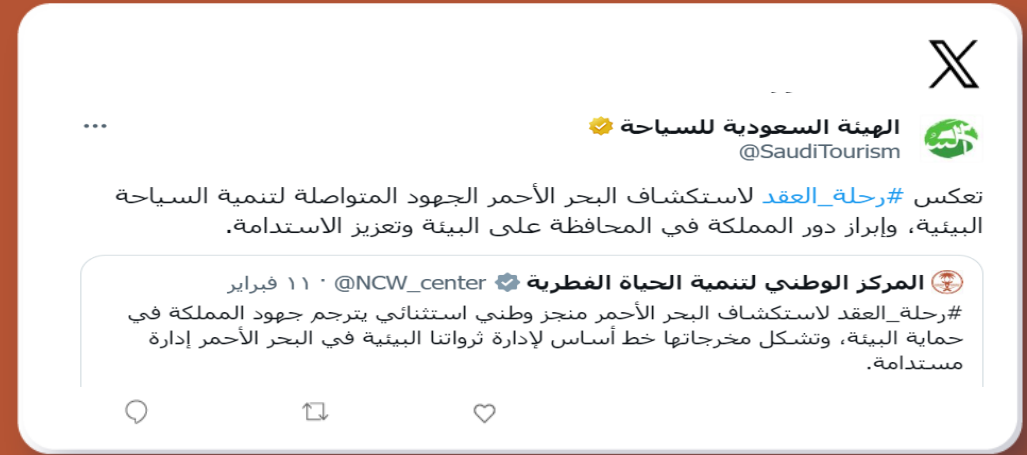 الهيئة السعودية للسياحة
@SaudiTourism
تعكس #رحلة_العقد لاستكشاف البحر الأحمر الجهود المتواصلة لتنمية السياحة
البيئية، وإبراز دور المملكة في المحافظة على البيئة وتعزيز الاستدامة.
المركز الوطني لتنمية الحياة الفطرية @NCW_center · ١١ فبراير
#رحلة_العقد لاستكشاف البحر الأحمر منجز وطني استثنائي يترجم جهود المملكة في
حماية البيئة، وتشكل مخرجاتها خط أساس لإدارة ثرواتنا البيئية في البحر الأحمر إدارة
مستدامة.